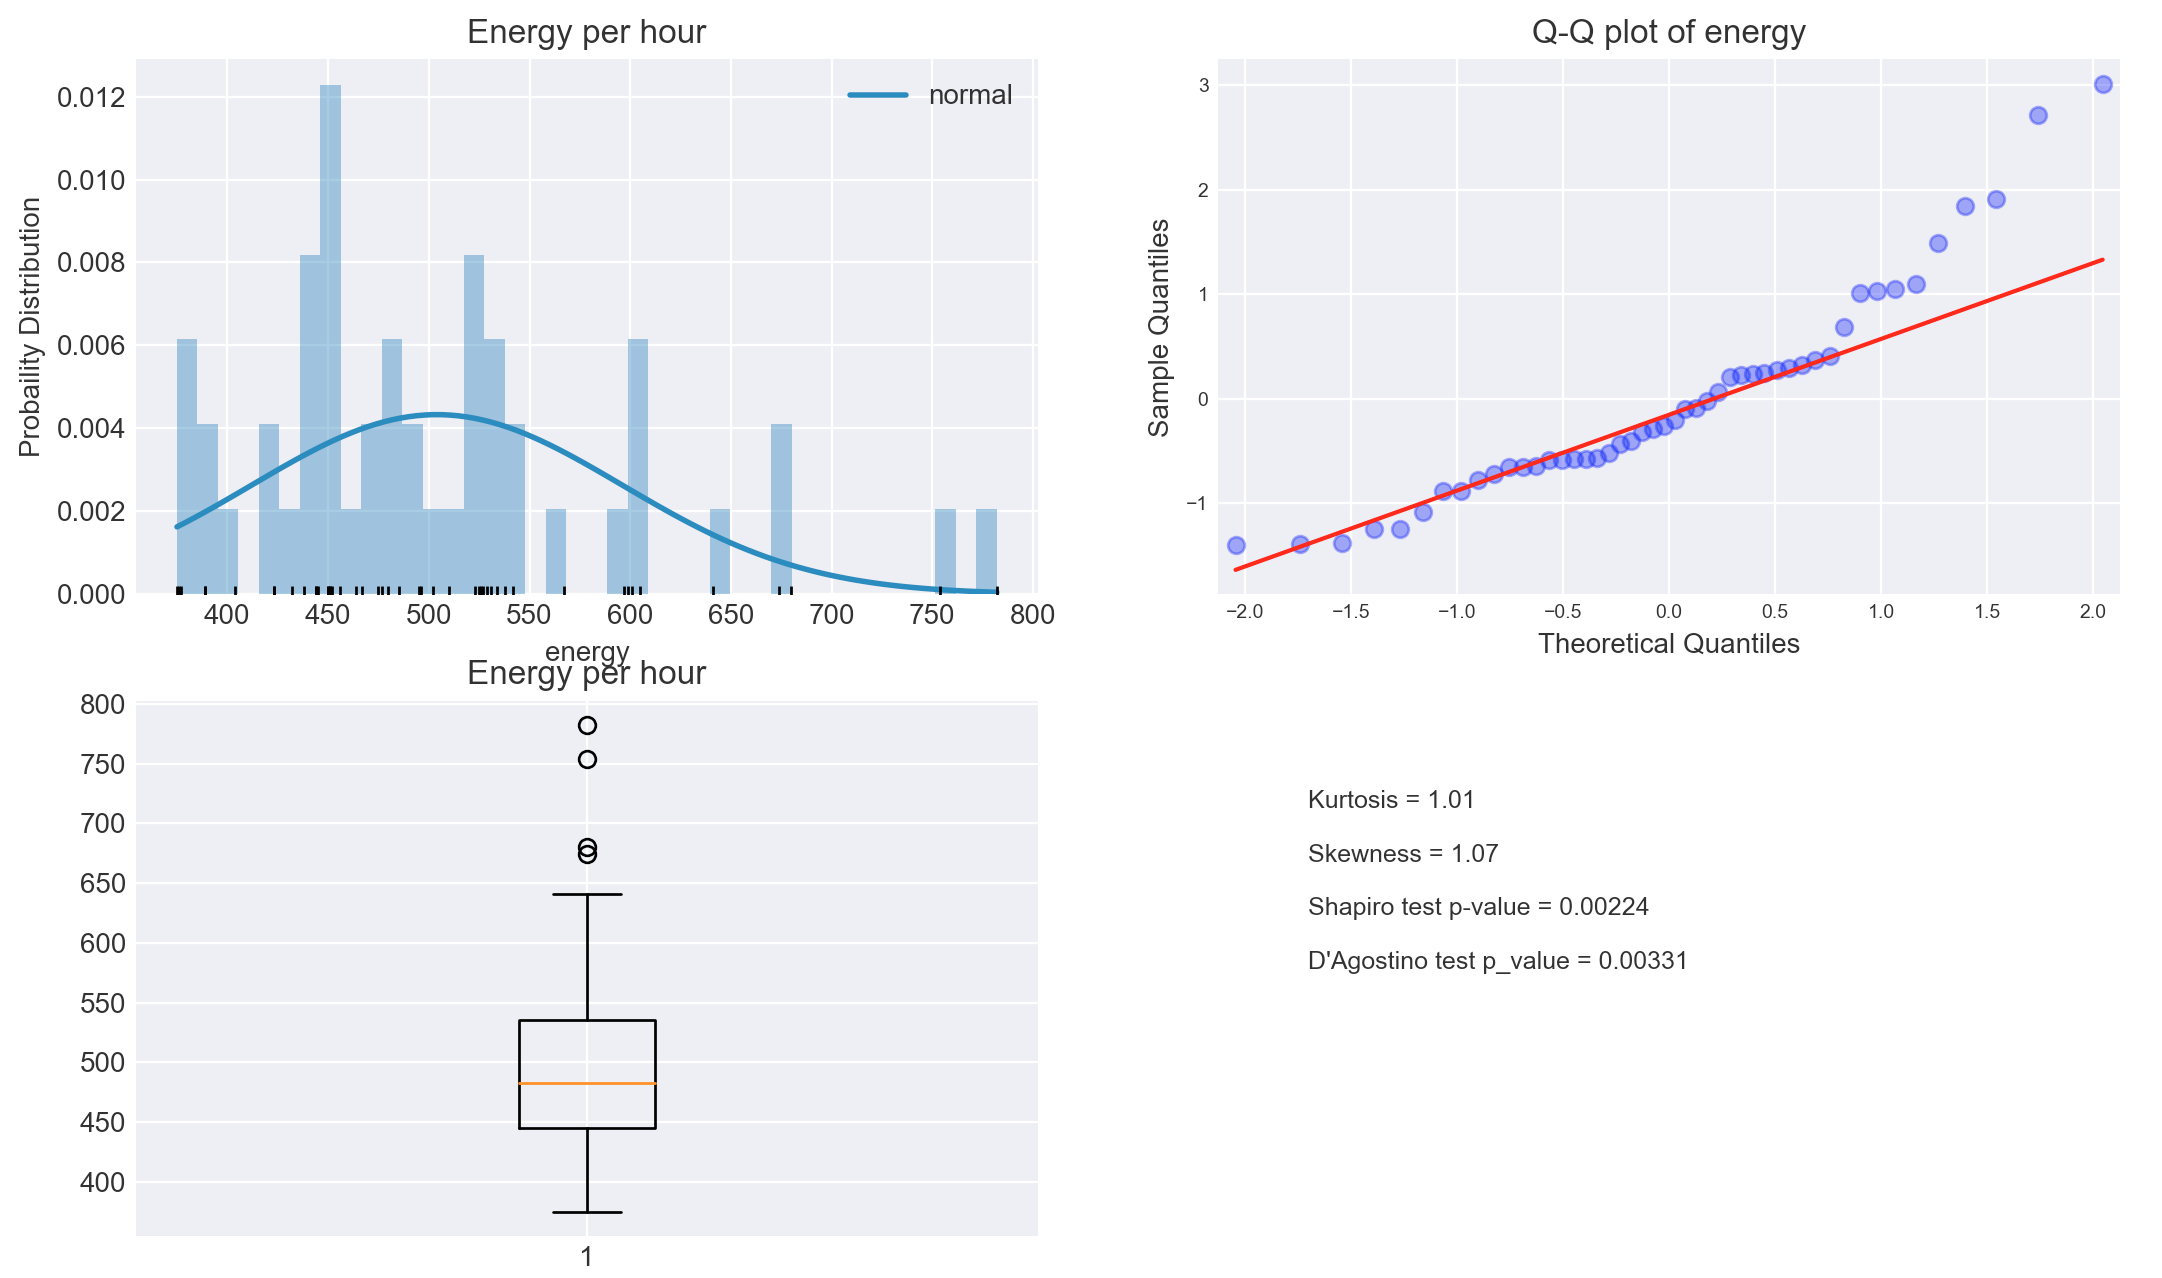 Energy per hour
0.012
0.010
0.008
0.006
0.004
0.002
0.000
Probaility Distribution
normal
400 450 500 550 600 650 700 750 800
energy
Q-Q plot of energy
3
2
1
0
−1
Sample Quantiles
−2.0 −1.5 −1.0 −0.5 0.0 0.5 1.0 1.5 2.0
Theoretical Quantiles
Energy per hour
800
750
700
650
600
550
500
450
400
1
Kurtosis = 1.01
Skewness = 1.07
Shapiro test p-value = 0.00224
D'Agostino test p_value = 0.00331